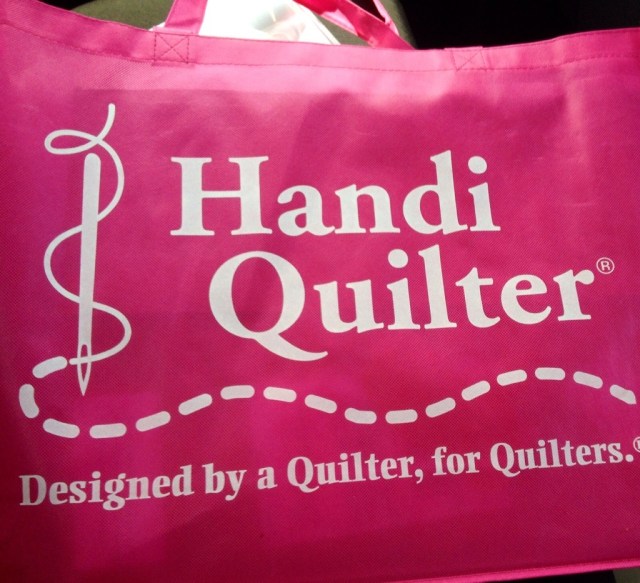 Handi
Quilter®
Designed by a Quilter, for Quilters.®